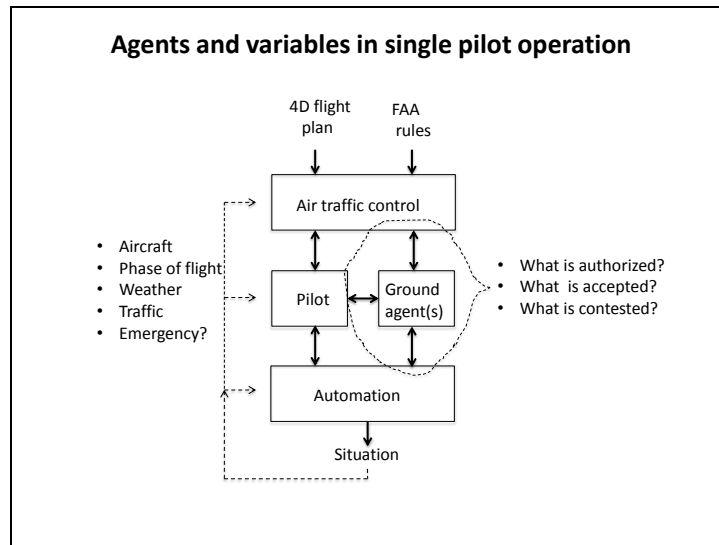 Agents and variables in single pilot operation
4D flight
plan
FAA
rules
Air traffic control
• Aircraft
• Phase of flight
• Weather
• Traffic
• Emergency?
Pilot
Ground
agent(s)
• What is authorized?
• What  is accepted?
• What is contested?
Automation
Situation